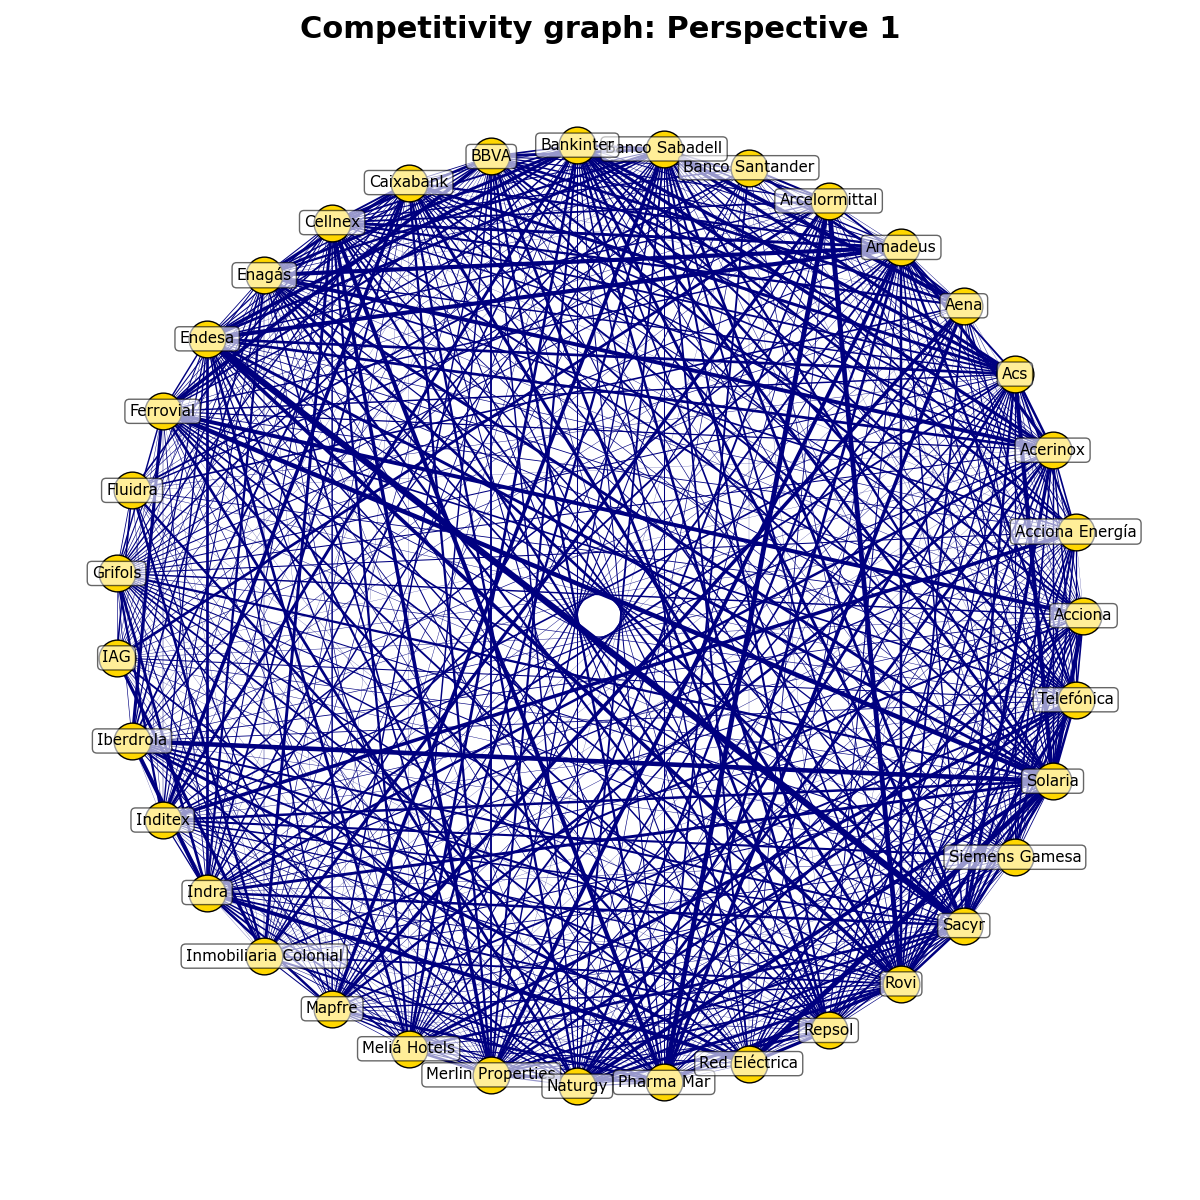 Competitivity graph: Perspective 1
Bankinter
Banco Sabadell
BBVA
Banco Santander
Caixabank
Arcelormittal
Cellnex
Amadeus
Enagás
Aena
Endesa
Acs
Ferrovial
Acerinox
Fluidra
Acciona Energía
Grifols
Acciona
IAG
Telefónica
Iberdrola
Solaria
Inditex
Siemens Gamesa
Indra
Sacyr
Inmobiliaria Colonial
Rovi
Mapfre
Repsol
Meliá Hotels
Red Eléctrica
Merlin Properties
Naturgy
Pharma Mar